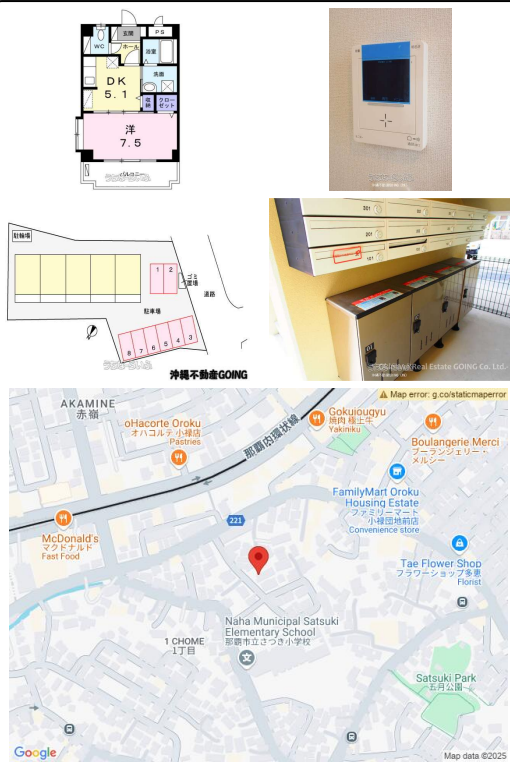 玄関
PS
WC
ホール
浴室
DK
5.1
洗面
収納
クローゼット
洋
7.5
バルコニー
駐輪場
1 2
ゴミ置場
道路
駐車場
8 7 6 5 4 3
沖縄不動産GOING
301
201
101
Okinawa Real Estate GOING Co. Ltd.
Map error: g.co/staticmaperror
AKAMINE
赤嶺
oHacorte Oroku
オハコルテ 小禄店
Pastries
那覇内環状線
Gokuiougyu
焼肉 極上牛
Yakiniku
Boulangerie Merci
ブーランジェリー・
メルシー
FamilyMart Oroku
Housing Estate
ファミリーマート
小禄団地前店
Convenience store
McDonald's
マクドナルド
Fast Food
221
Tae Flower Shop
フラワーショップ多恵
Florist
Naha Municipal Satsuki
Elementary School
那覇市立さつき小学校
1 CHOME
1丁目
Satsuki Park
五月公園
Google
Map data ©2025